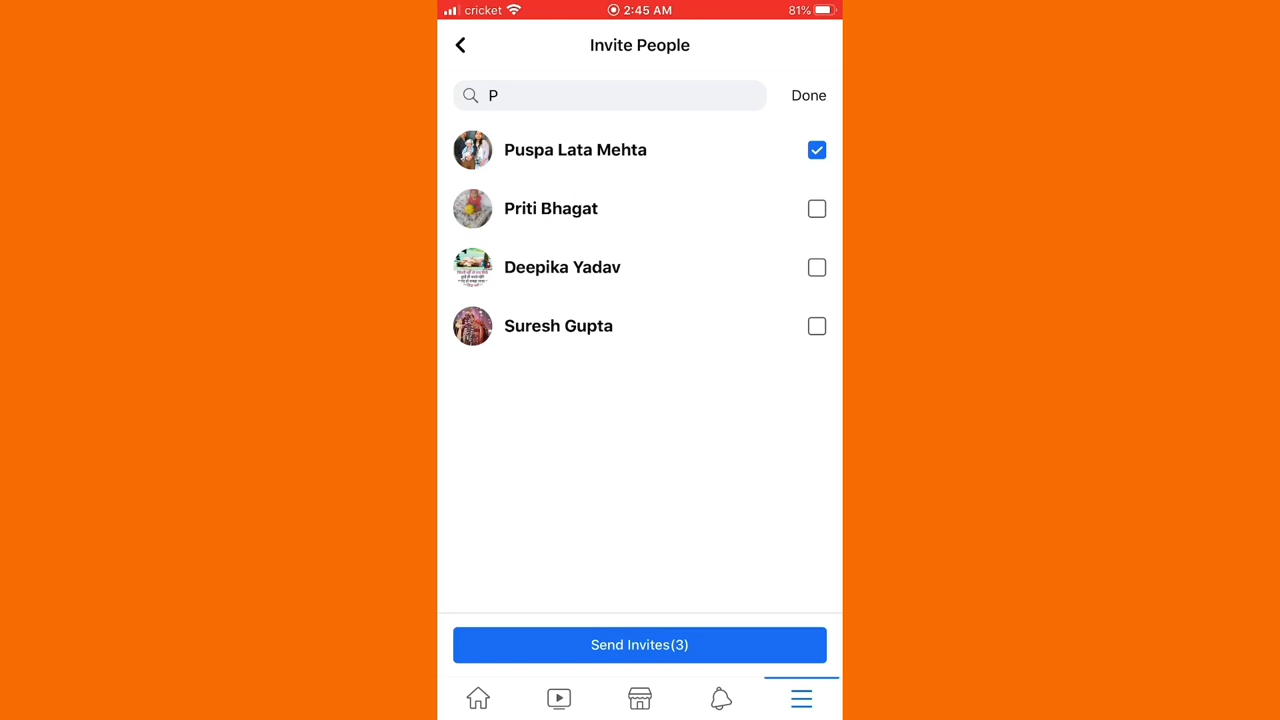 cricket 2:45 AM 81%
Invite People
P Done
Puspa Lata Mehta
Priti Bhagat
Deepika Yadav
Suresh Gupta
Send Invites(3)